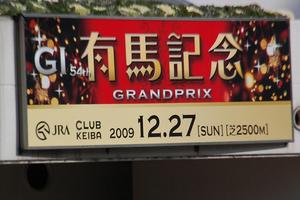 GI 54th 有馬記念
GRANDPRIX
JRA CLUB KEIBA 2009 12.27 [SUN] [芝2500M]